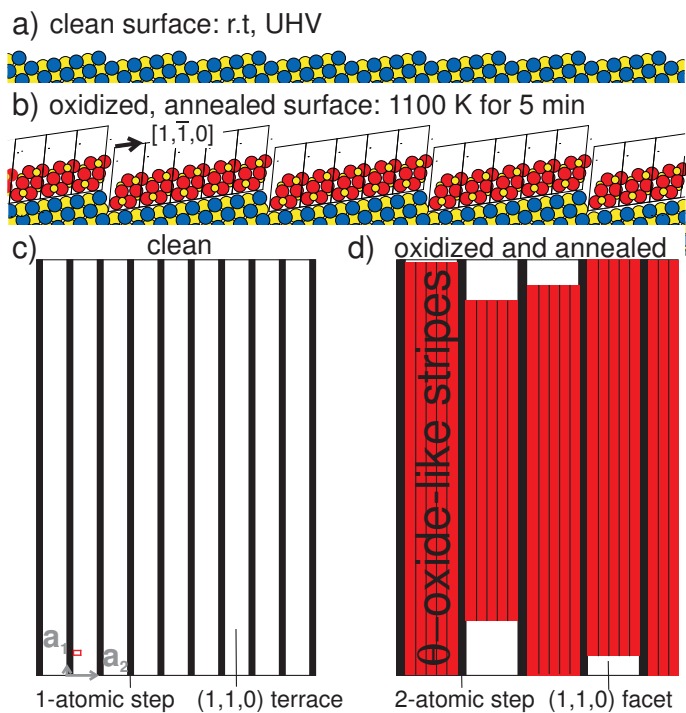 a) clean surface: r.t, UHV
b) oxidized, annealed surface: 1100 K for 5 min
[1,1̅,0]
c) clean
d) oxidized and annealed
θ-oxide-like stripes
a₁
a₂
1-atomic step
(1,1,0) terrace
2-atomic step
(1,1,0) facet